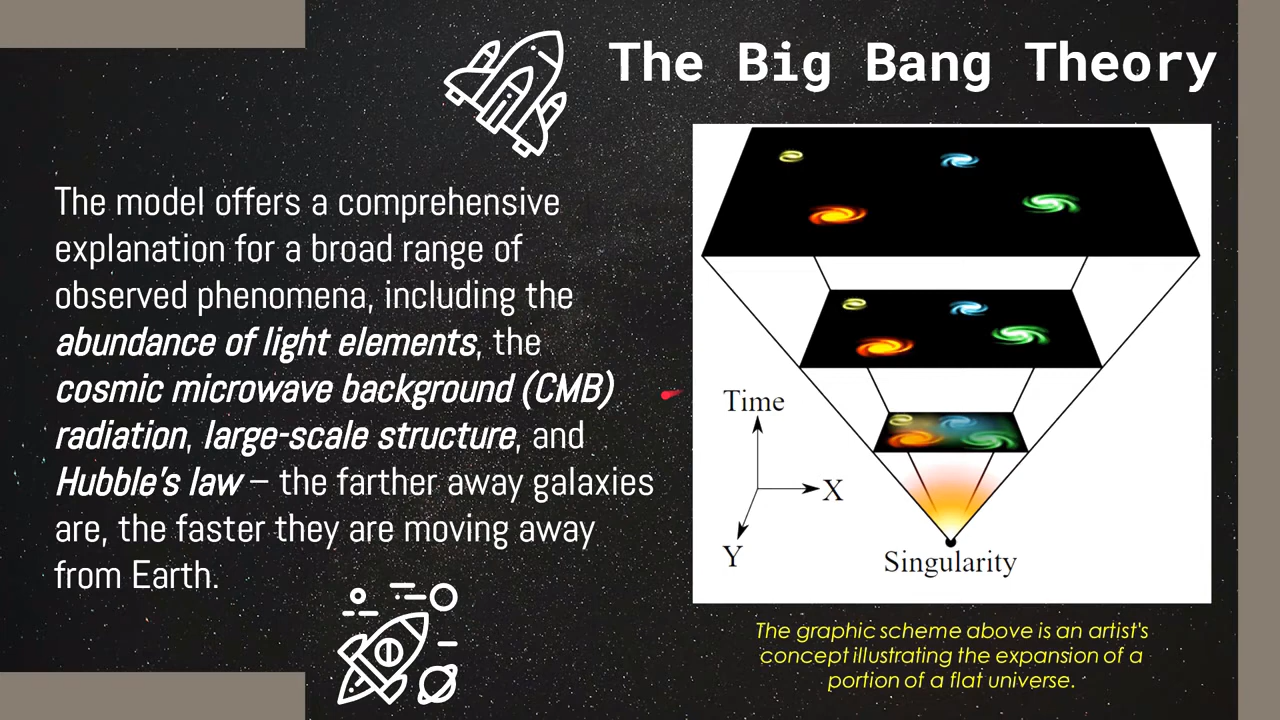 The Big Bang Theory
The model offers a comprehensive
explanation for a broad range of
observed phenomena, including the
abundance of light elements, the
cosmic microwave background (CMB)
radiation, large-scale structure, and
Hubble's law – the farther away galaxies
are, the faster they are moving away
from Earth.
Time
X
Y
Singularity
The graphic scheme above is an artist's
concept illustrating the expansion of a
portion of a flat universe.